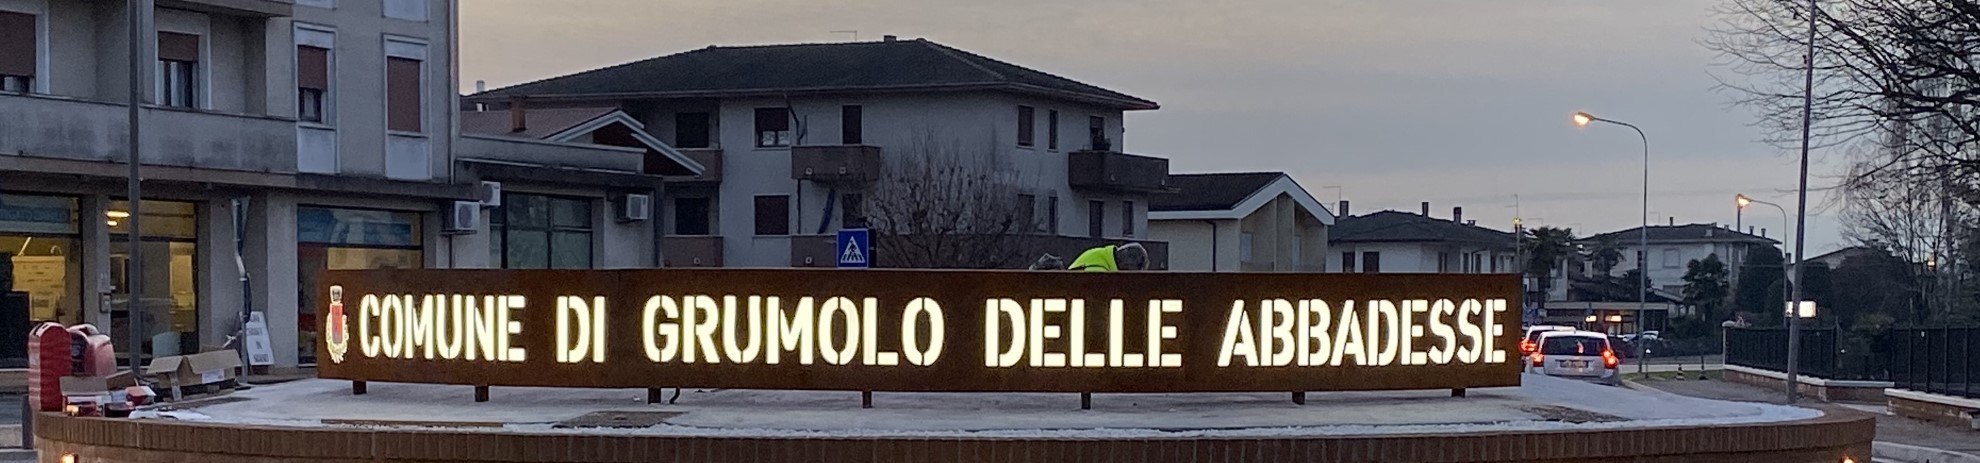 COMUNE DI GRUMOLO DELLE ABBADESSE